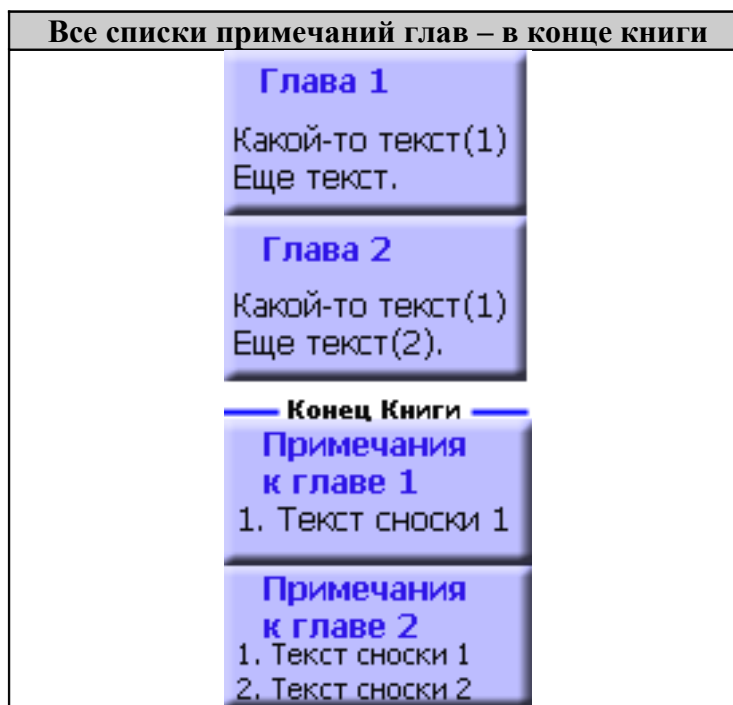 Все списки примечаний глав – в конце книги
Глава 1
Какой-то текст(1)
Еще текст.
Глава 2
Какой-то текст(1)
Еще текст(2).
Конец Книги
Примечания
к главе 1
1. Текст сноски 1
Примечания
к главе 2
1. Текст сноски 1
2. Текст сноски 2